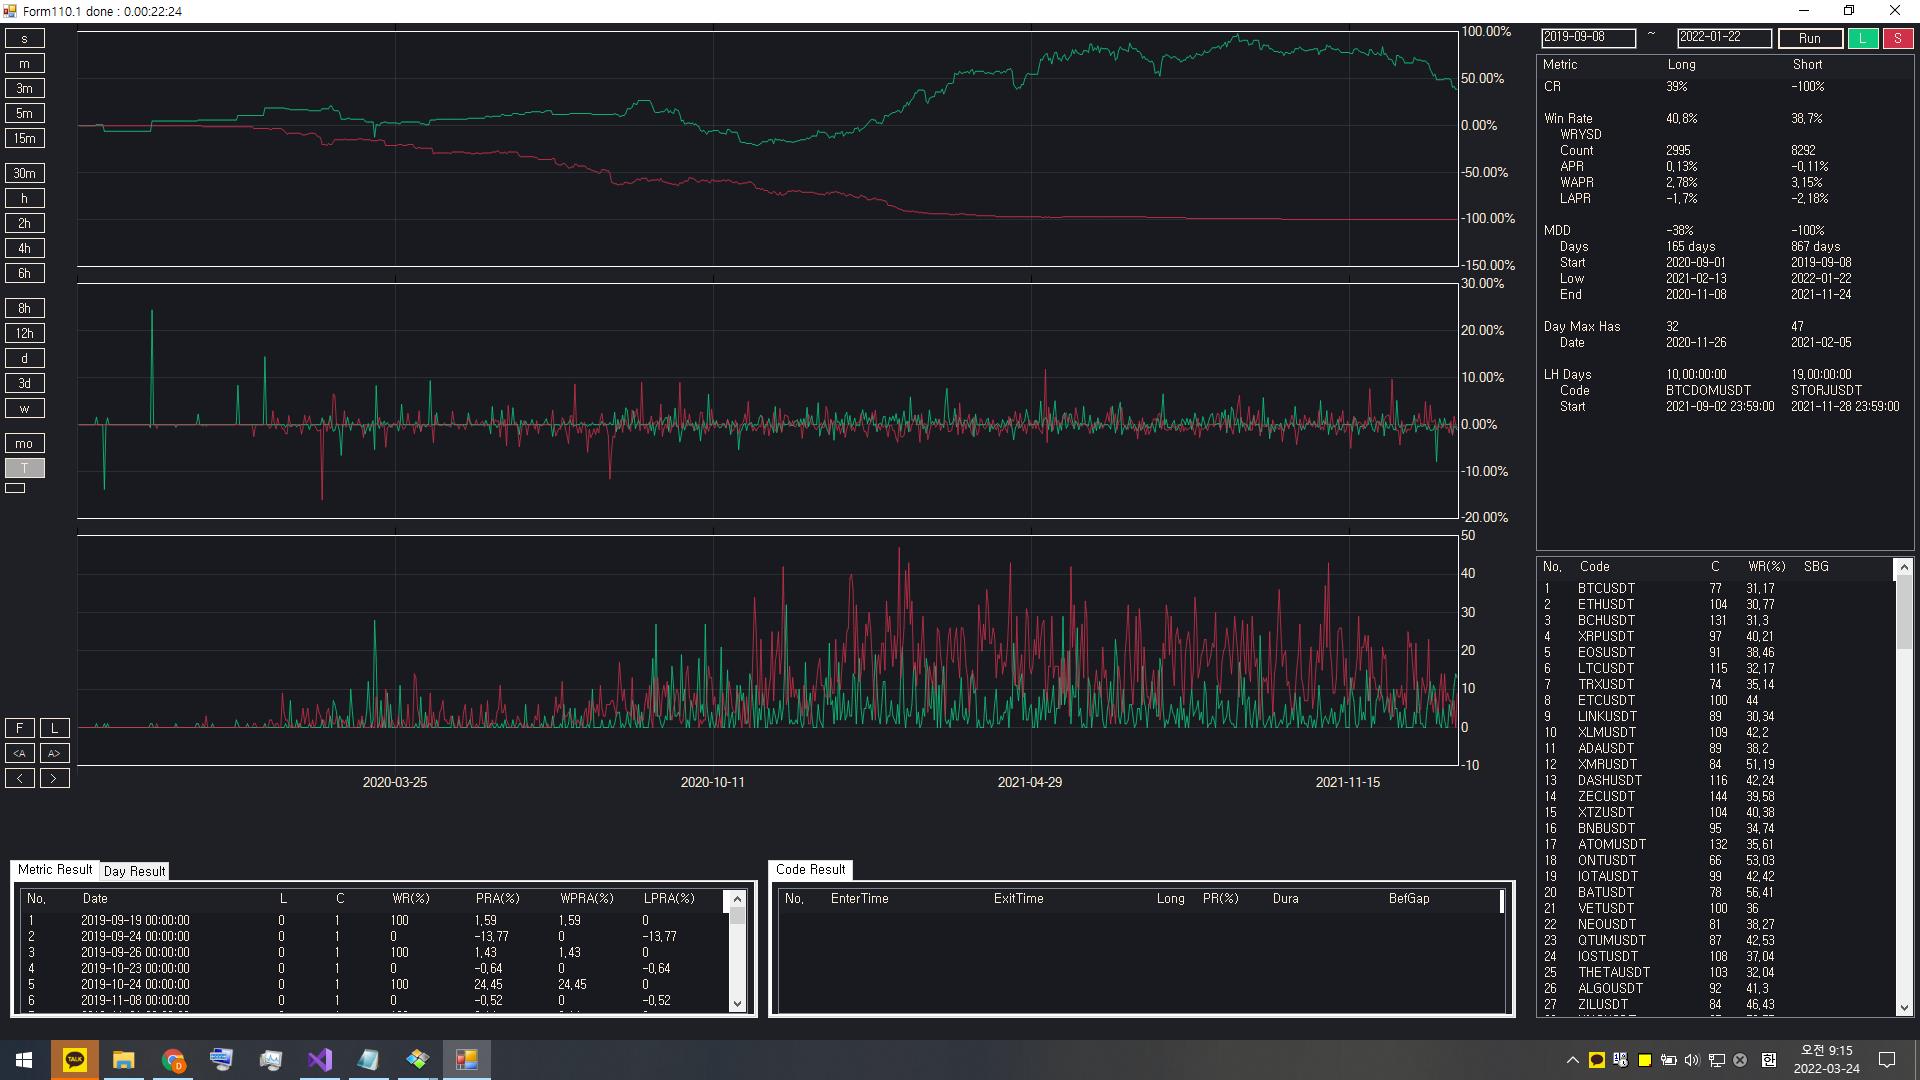 Form110.1 done : 0.00:22:24
s
m
3m
5m
15m
30m
h
2h
4h
6h
8h
12h
d
3d
w
mo
T
F L
<A A>
< >
100.00%
50.00%
0.00%
-50.00%
-100.00%
-150.00%
30.00%
20.00%
10.00%
0.00%
-10.00%
-20.00%
50
40
30
20
10
0
-10
2020-03-25 2020-10-11 2021-04-29 2021-11-15
2019-09-08 ~ 2022-01-22 Run L S
Metric Long Short
CR 39% -100%
Win Rate 40.8% 38.7%
WRYSD
Count 2995 8292
APR 0.13% -0.11%
WAPR 2.78% 3.15%
LAPR -1.7% -2.18%
MDD -38% -100%
Days 165 days 867 days
Start 2020-09-01 2019-09-08
Low 2021-02-13 2022-01-22
End 2020-11-08 2021-11-24
Day Max Has 32 47
Date 2020-11-26 2021-02-05
LH Days 10.00:00:00 19.00:00:00
Code BTCDOMUSDT STORJUSDT
Start 2021-09-02 23:59:00 2021-11-28 23:59:00
No. Code C WR(%) SBG
1 BTCUSDT 77 31.17
2 ETHUSDT 104 30.77
3 BCHUSDT 131 31.3
4 XRPUSDT 97 40.21
5 EOSUSDT 91 38.46
6 LTCUSDT 115 32.17
7 TRXUSDT 74 35.14
8 ETCUSDT 100 44
9 LINKUSDT 89 30.34
10 XLMUSDT 109 42.2
11 ADAUSDT 89 38.2
12 XMRUSDT 84 51.19
13 DASHUSDT 116 42.24
14 ZECUSDT 144 39.58
15 XTZUSDT 104 40.38
16 BNBUSDT 95 34.74
17 ATOMUSDT 132 35.61
18 ONTUSDT 66 53.03
19 IOTAUSDT 99 42.42
20 BATUSDT 78 56.41
21 VETUSDT 100 36
22 NEOUSDT 81 38.27
23 QTUMUSDT 87 42.53
24 IOSTUSDT 108 37.04
25 THETAUSDT 103 32.04
26 ALGOUSDT 92 41.3
27 ZILUSDT 84 46.43
Metric Result Day Result
No. Date L C WR(%) PRA(%) WPRA(%) LPRA(%)
1 2019-09-19 00:00:00 0 1 100 1.59 1.59 0
2 2019-09-24 00:00:00 0 1 0 -13.77 0 -13.77
3 2019-09-26 00:00:00 0 1 100 1.43 1.43 0
4 2019-10-23 00:00:00 0 1 0 -0.64 0 -0.64
5 2019-10-24 00:00:00 0 1 100 24.45 24.45 0
6 2019-11-08 00:00:00 0 1 0 -0.52 0 -0.52
Code Result
No. EnterTime ExitTime Long PR(%) Dura BefGap
TALK
한
오전 9:15
2022-03-24